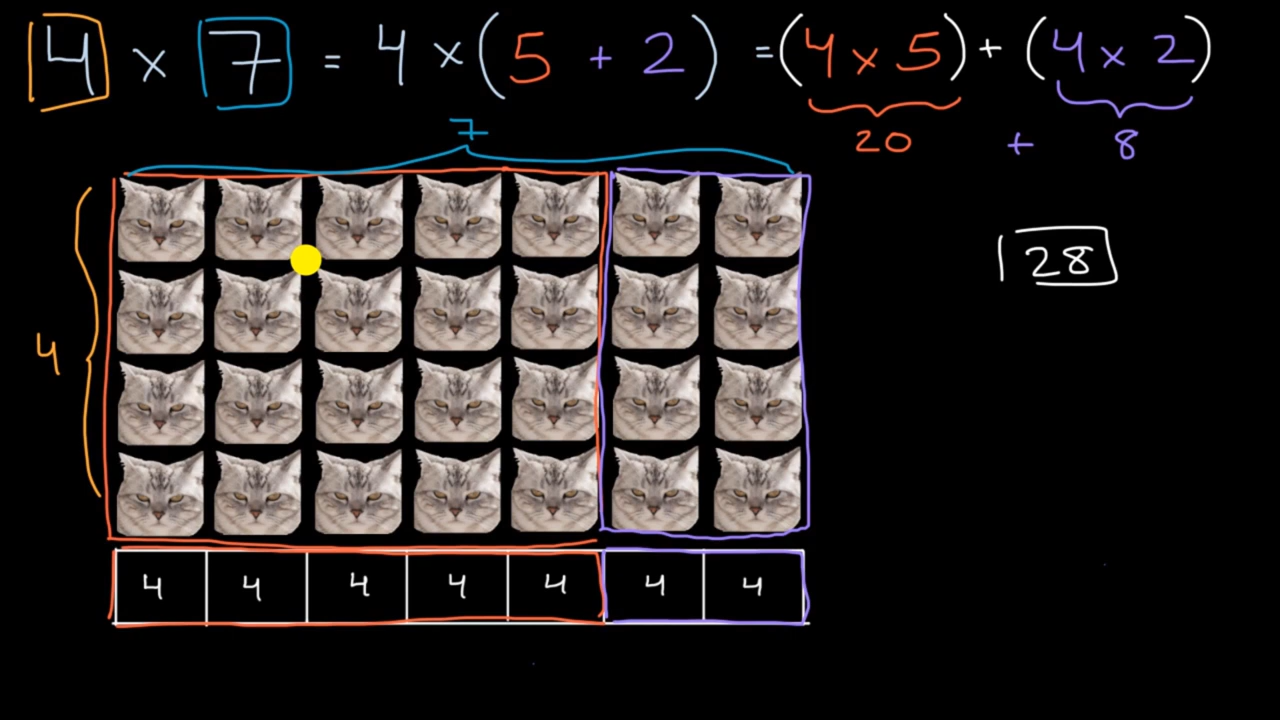 4 × 7 = 4 × (5 + 2) = (4 × 5) + (4 × 2)
20 + 8
7
28
4
4 4 4 4 4 4 4